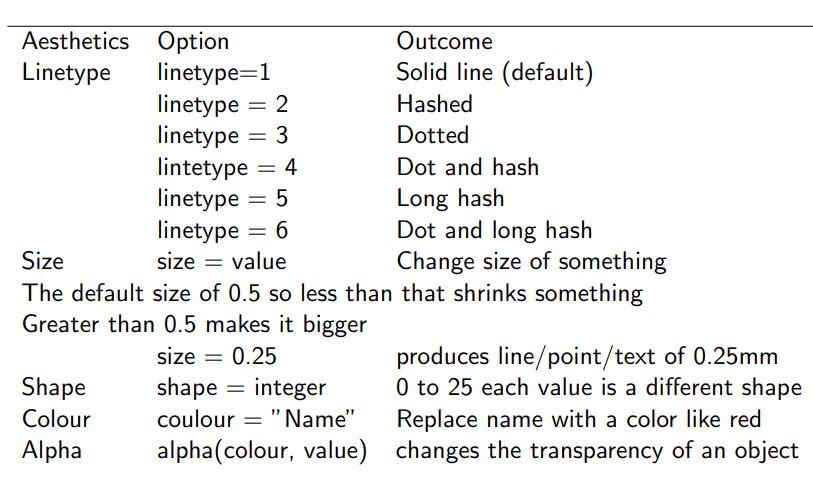 Aesthetics Option Outcome
Linetype linetype=1 Solid line (default)
linetype = 2 Hashed
linetype = 3 Dotted
lintetype = 4 Dot and hash
linetype = 5 Long hash
linetype = 6 Dot and long hash
Size size = value Change size of something
The default size of 0.5 so less than that shrinks something
Greater than 0.5 makes it bigger
size = 0.25 produces line/point/text of 0.25mm
Shape shape = integer 0 to 25 each value is a different shape
Colour coulour = ”Name” Replace name with a color like red
Alpha alpha(colour, value) changes the transparency of an object